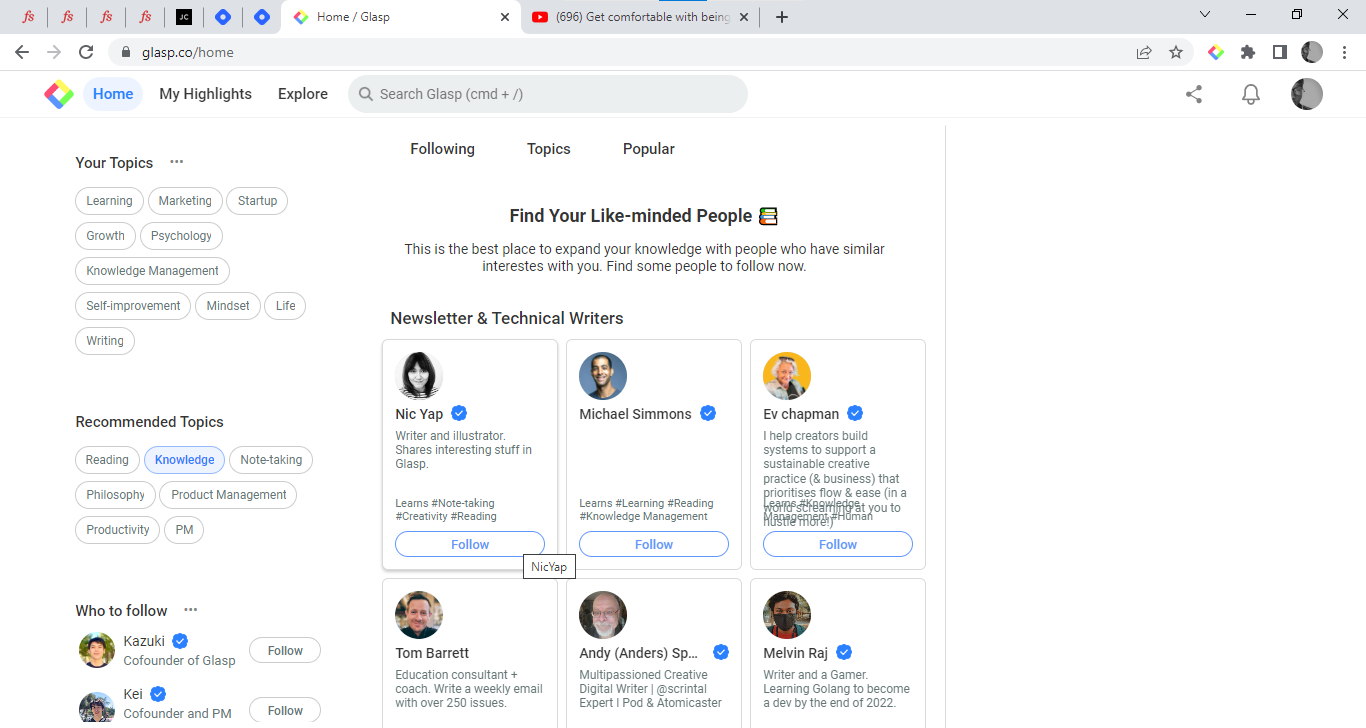 fs
fs
fs
fs
JC
Home / Glasp
(696) Get comfortable with being
glasp.co/home
Home
My Highlights
Explore
Search Glasp (cmd + /)
Following
Topics
Popular
Your Topics
Learning
Marketing
Startup
Growth
Psychology
Knowledge Management
Self-improvement
Mindset
Life
Writing
Recommended Topics
Reading
Knowledge
Note-taking
Philosophy
Product Management
Productivity
PM
Who to follow
Kazuki
Cofounder of Glasp
Follow
Kei
Cofounder and PM
Follow
Find Your Like-minded People
This is the best place to expand your knowledge with people who have similar
interestes with you. Find some people to follow now.
Newsletter & Technical Writers
Nic Yap
Writer and illustrator.
Shares interesting stuff in
Glasp.
Learns #Note-taking
#Creativity #Reading
Follow
NicYap
Michael Simmons
Learns #Learning #Reading
#Knowledge Management
Follow
Ev chapman
I help creators build
systems to support a
sustainable creative
practice (& business) that
prioritises flow & ease (in a
world screaming at you to
hustle more!)
Learns #Knowledge
Management #Human
Follow
Tom Barrett
Education consultant +
coach. Write a weekly email
with over 250 issues.
Andy (Anders) Sp...
Multipassioned Creative
Digital Writer | @scrintal
Expert I Pod & Atomicaster
Melvin Raj
Writer and a Gamer.
Learning Golang to become
a dev by the end of 2022.